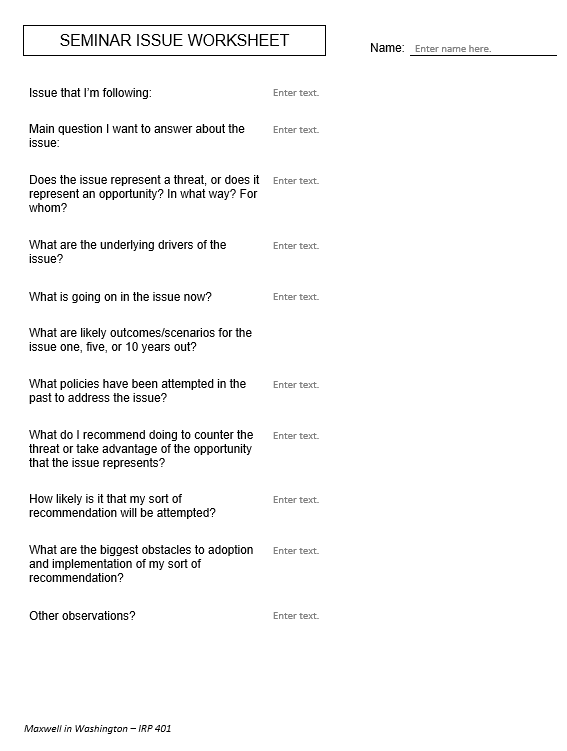 SEMINAR ISSUE WORKSHEET
Name: Enter name here.
Issue that I'm following: Enter text.
Main question I want to answer about the Enter text.
issue:
Does the issue represent a threat, or does it Enter text.
represent an opportunity? In what way? For
whom?
What are the underlying drivers of the Enter text.
issue?
What is going on in the issue now? Enter text.
What are likely outcomes/scenarios for the
issue one, five, or 10 years out?
What policies have been attempted in the Enter text.
past to address the issue?
What do I recommend doing to counter the Enter text.
threat or take advantage of the opportunity
that the issue represents?
How likely is it that my sort of Enter text.
recommendation will be attempted?
What are the biggest obstacles to adoption Enter text.
and implementation of my sort of
recommendation?
Other observations? Enter text.
Maxwell in Washington – IRP 401